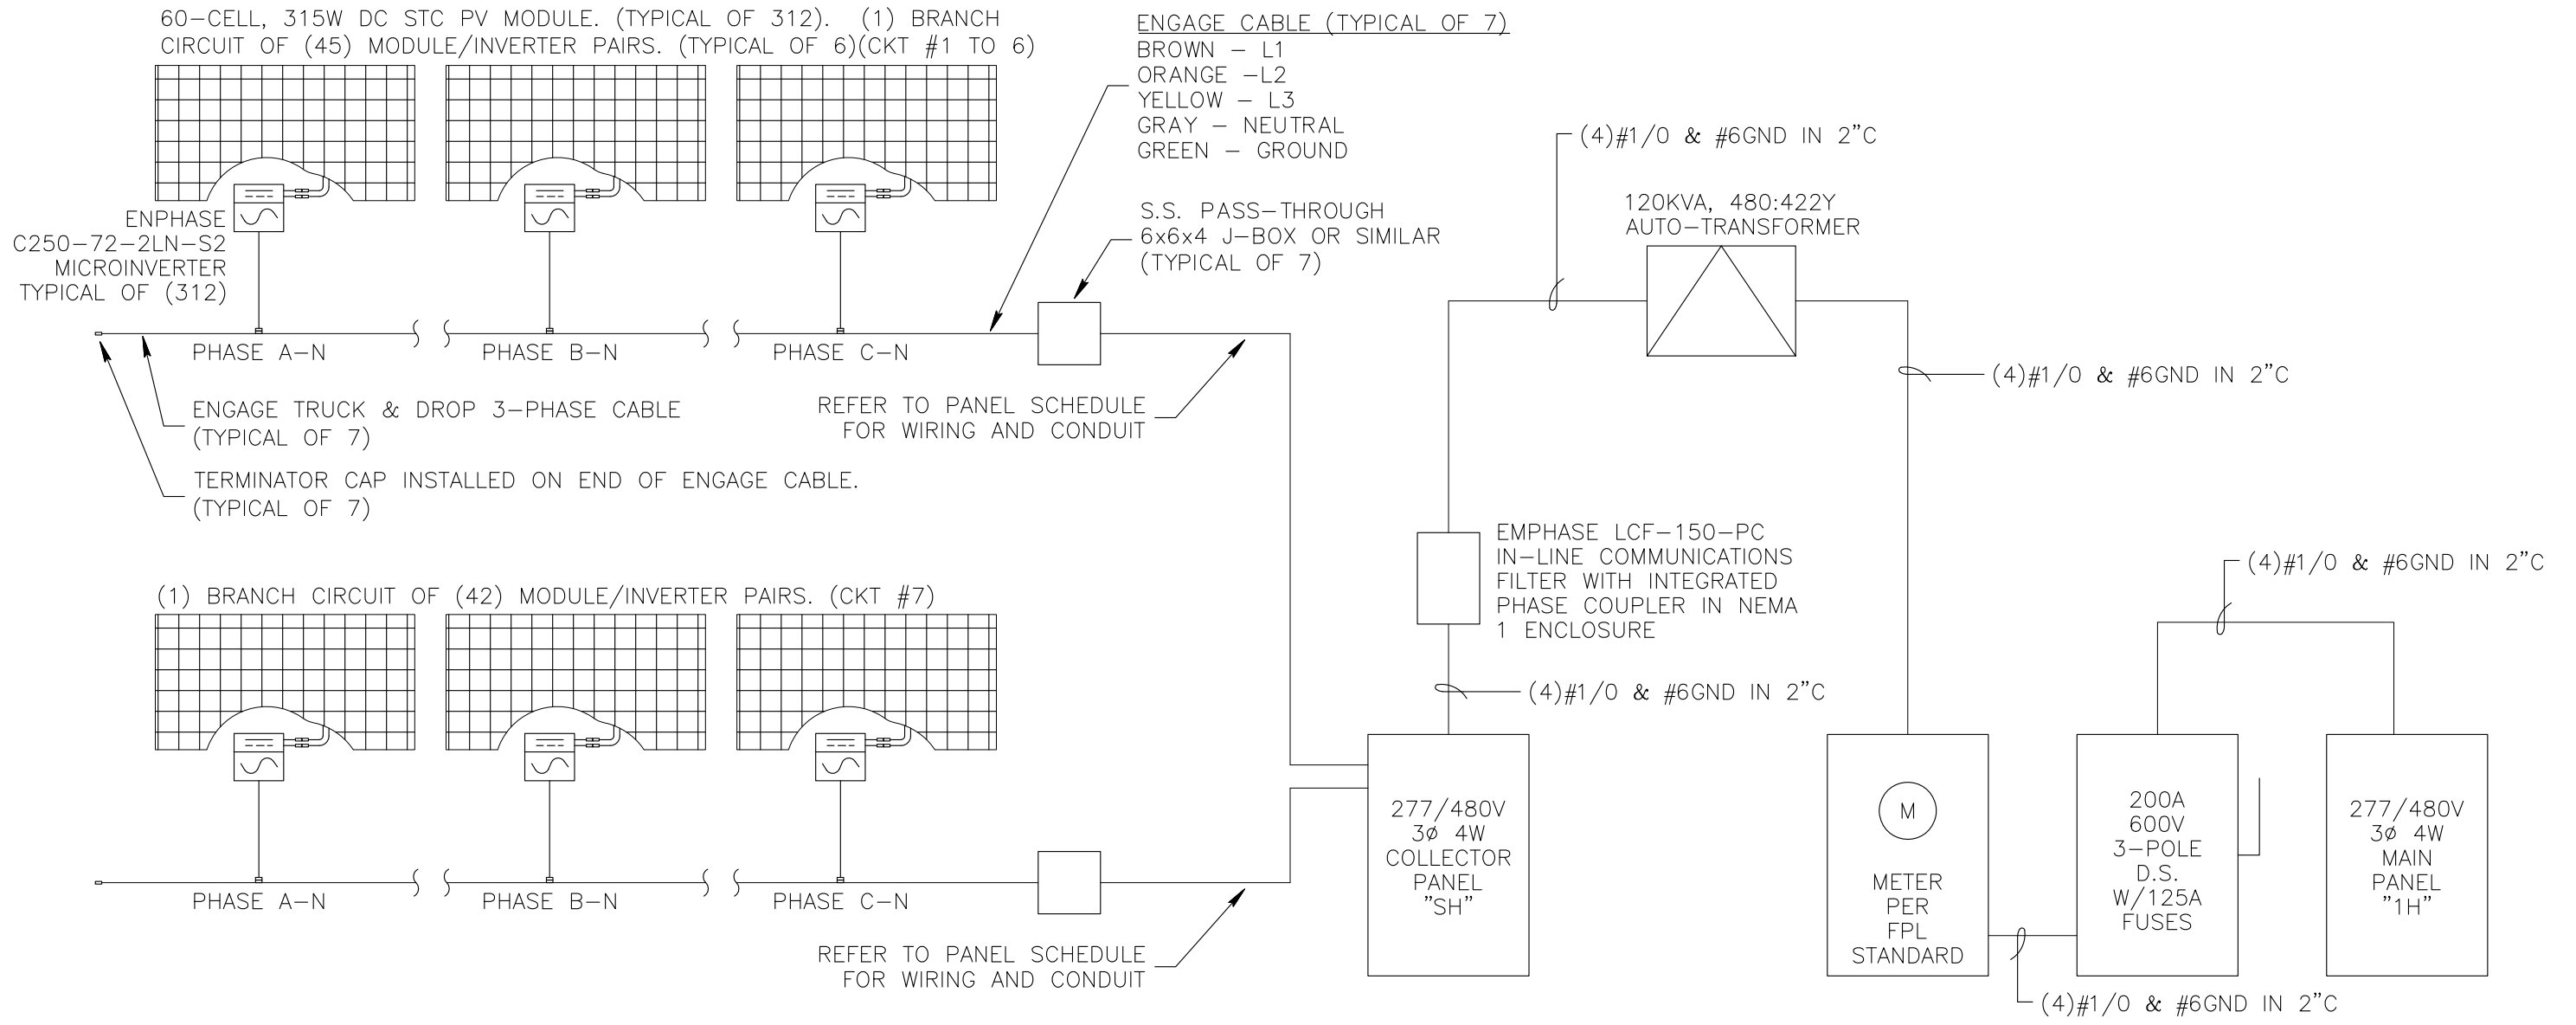 60-CELL, 315W DC STC PV MODULE. (TYPICAL OF 312). (1) BRANCH
CIRCUIT OF (45) MODULE/INVERTER PAIRS. (TYPICAL OF 6)(CKT #1 TO 6)
ENGAGE CABLE (TYPICAL OF 7)
BROWN - L1
ORANGE -L2
YELLOW - L3
GRAY - NEUTRAL
GREEN - GROUND
S.S. PASS-THROUGH
6x6x4 J-BOX OR SIMILAR
(TYPICAL OF 7)
ENPHASE
C250-72-2LN-S2
MICROINVERTER
TYPICAL OF (312)
PHASE A-N
PHASE B-N
PHASE C-N
ENGAGE TRUCK & DROP 3-PHASE CABLE
(TYPICAL OF 7)
TERMINATOR CAP INSTALLED ON END OF ENGAGE CABLE.
(TYPICAL OF 7)
REFER TO PANEL SCHEDULE
FOR WIRING AND CONDUIT
(4)#1/0 & #6GND IN 2"C
120KVA, 480:422Y
AUTO-TRANSFORMER
(4)#1/0 & #6GND IN 2"C
EMPHASE LCF-150-PC
IN-LINE COMMUNICATIONS
FILTER WITH INTEGRATED
PHASE COUPLER IN NEMA
1 ENCLOSURE
(4)#1/0 & #6GND IN 2"C
(4)#1/0 & #6GND IN 2"C
(1) BRANCH CIRCUIT OF (42) MODULE/INVERTER PAIRS. (CKT #7)
PHASE A-N
PHASE B-N
PHASE C-N
REFER TO PANEL SCHEDULE
FOR WIRING AND CONDUIT
277/480V
3ø 4W
COLLECTOR
PANEL
"SH"
M
METER
PER
FPL
STANDARD
200A
600V
3-POLE
D.S.
W/125A
FUSES
277/480V
3ø 4W
MAIN
PANEL
"1H"
(4)#1/0 & #6GND IN 2"C